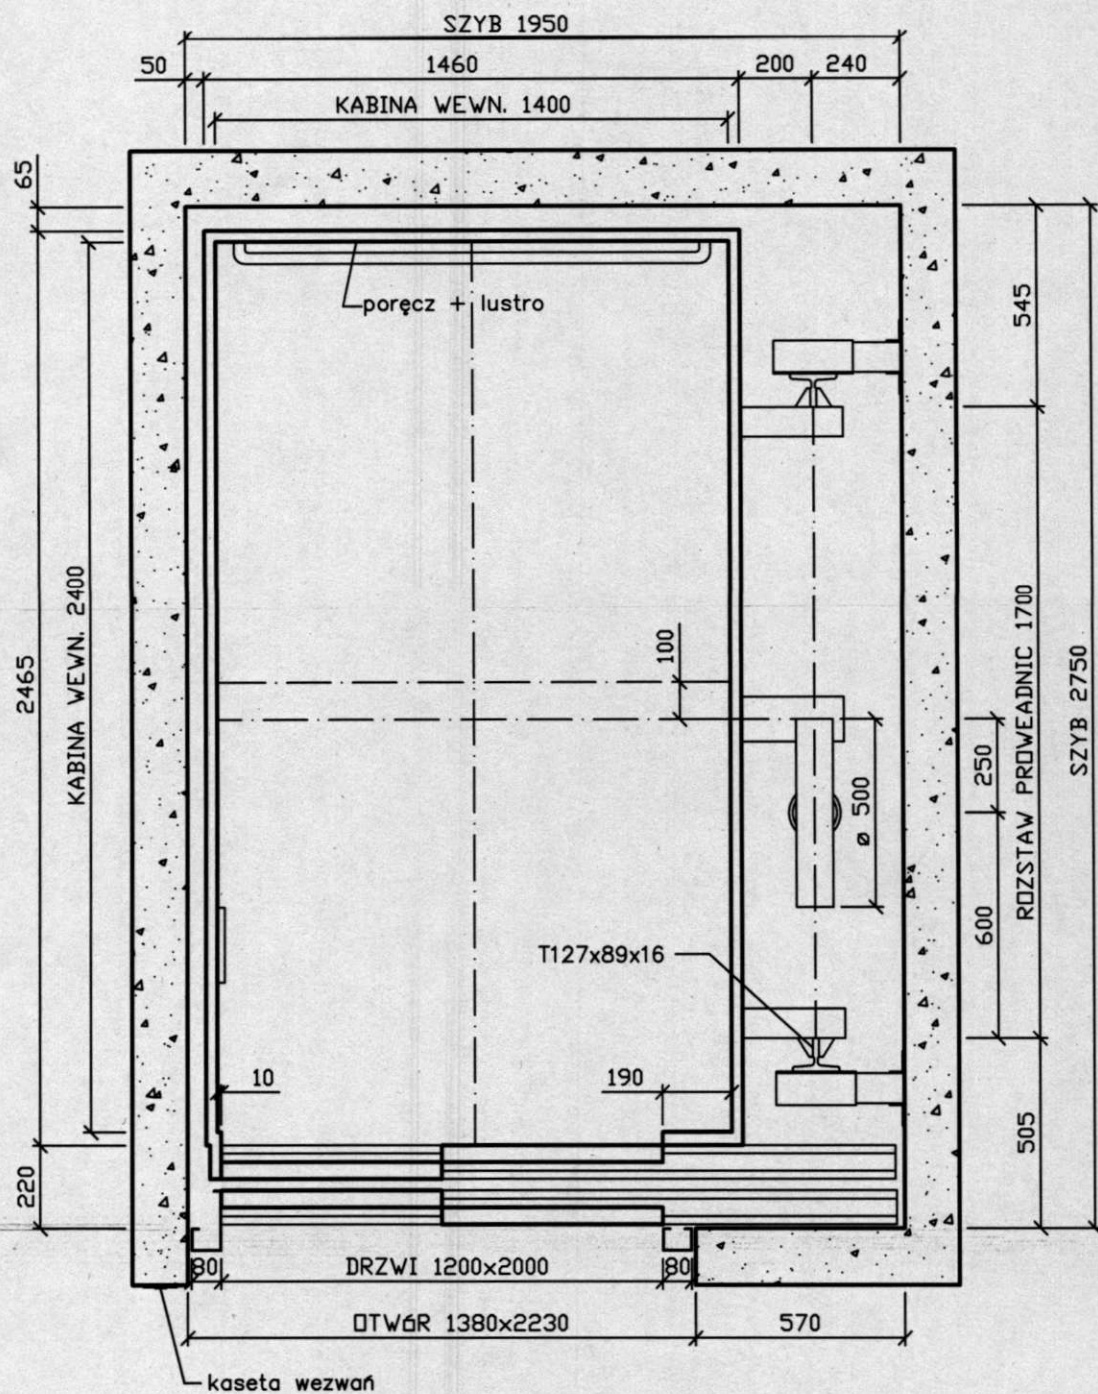 SZYB 1950
50
1460
200
240
KABINA WEWN. 1400
65
poręcz + lustro
545
2465
KABINA WEWN. 2400
100
ROZSTAW PROWEADNIC 1700
SZYB 2750
250
ø 500
600
T127x89x16
10
190
505
220
80
DRZWI 1200x2000
80
OTWóR 1380x2230
570
kaseta wezwań